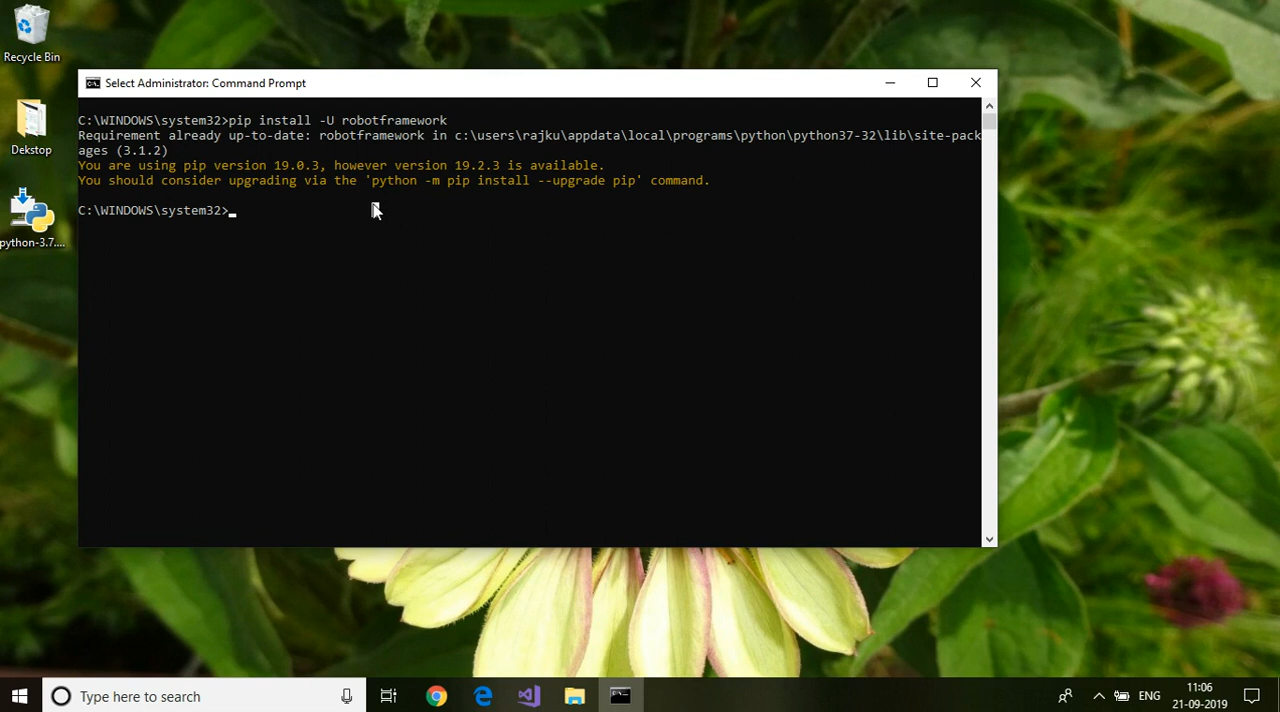 Recycle Bin
Dekstop
python-3.7....
Select Administrator: Command Prompt
C:\WINDOWS\system32>pip install -U robotframework
Requirement already up-to-date: robotframework in c:\users\rajku\appdata\local\programs\python\python37-32\lib\site-pack
ages (3.1.2)
You are using pip version 19.0.3, however version 19.2.3 is available.
You should consider upgrading via the 'python -m pip install --upgrade pip' command.
C:\WINDOWS\system32>
Type here to search
ENG
11:06
21-09-2019